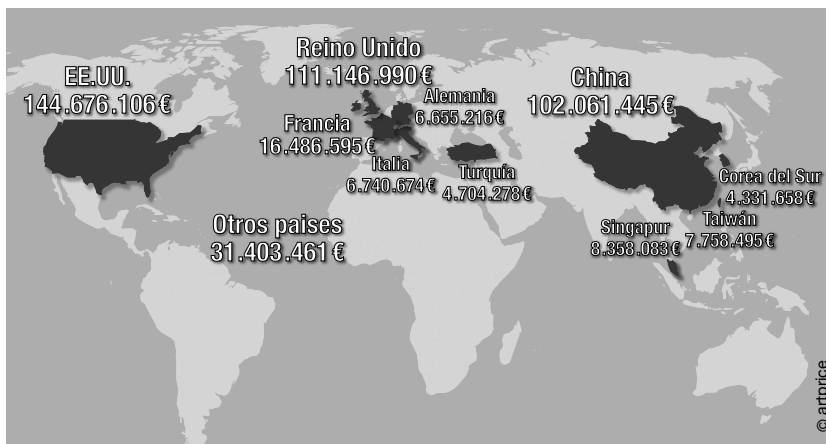 EE.UU.
144.676.106€
Reino Unido
111.146.990€
Alemania
6.655.216€
Francia
16.486.595€
Italia
6.740.674€
Turquía
4.704.278€
China
102.061.445€
Corea del Sur
4.331.658€
Taiwán
7.758.495€
Singapur
8.358.083€
Otros paises
31.403.461€
© artprice